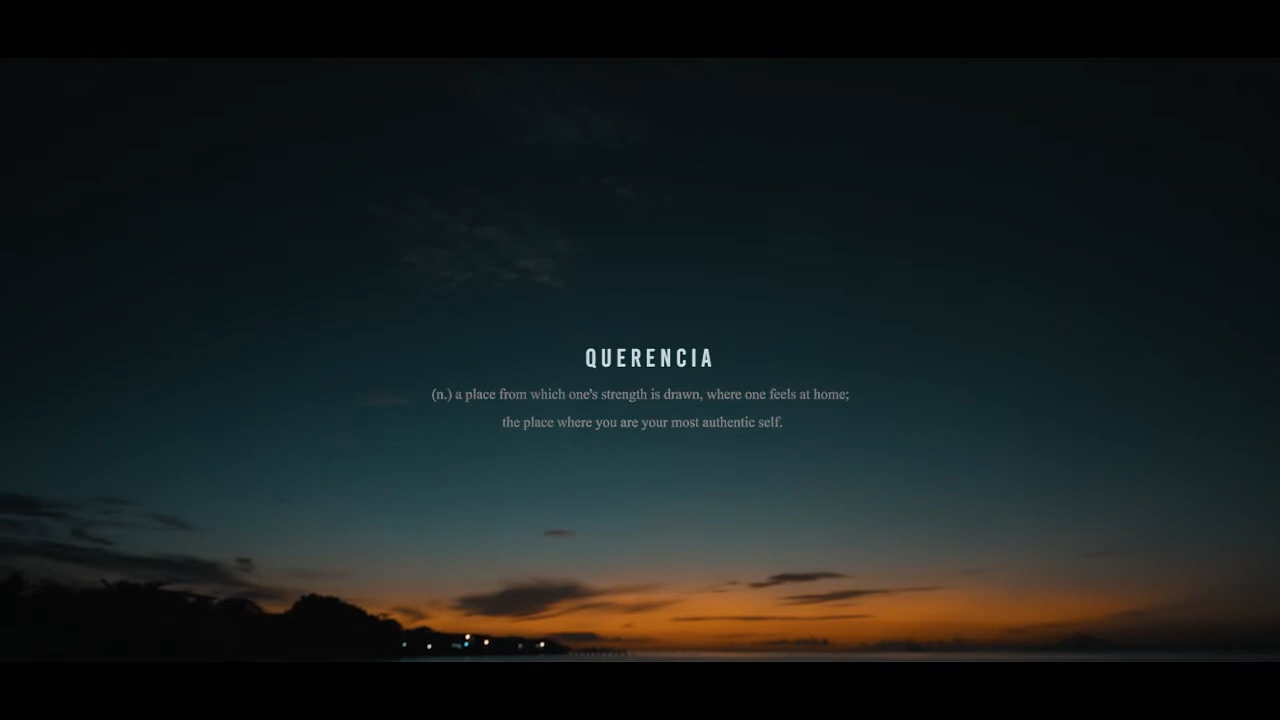 QUERENCIA
(n.) a place from which one's strength is drawn, where one feels at home;
the place where you are your most authentic self.